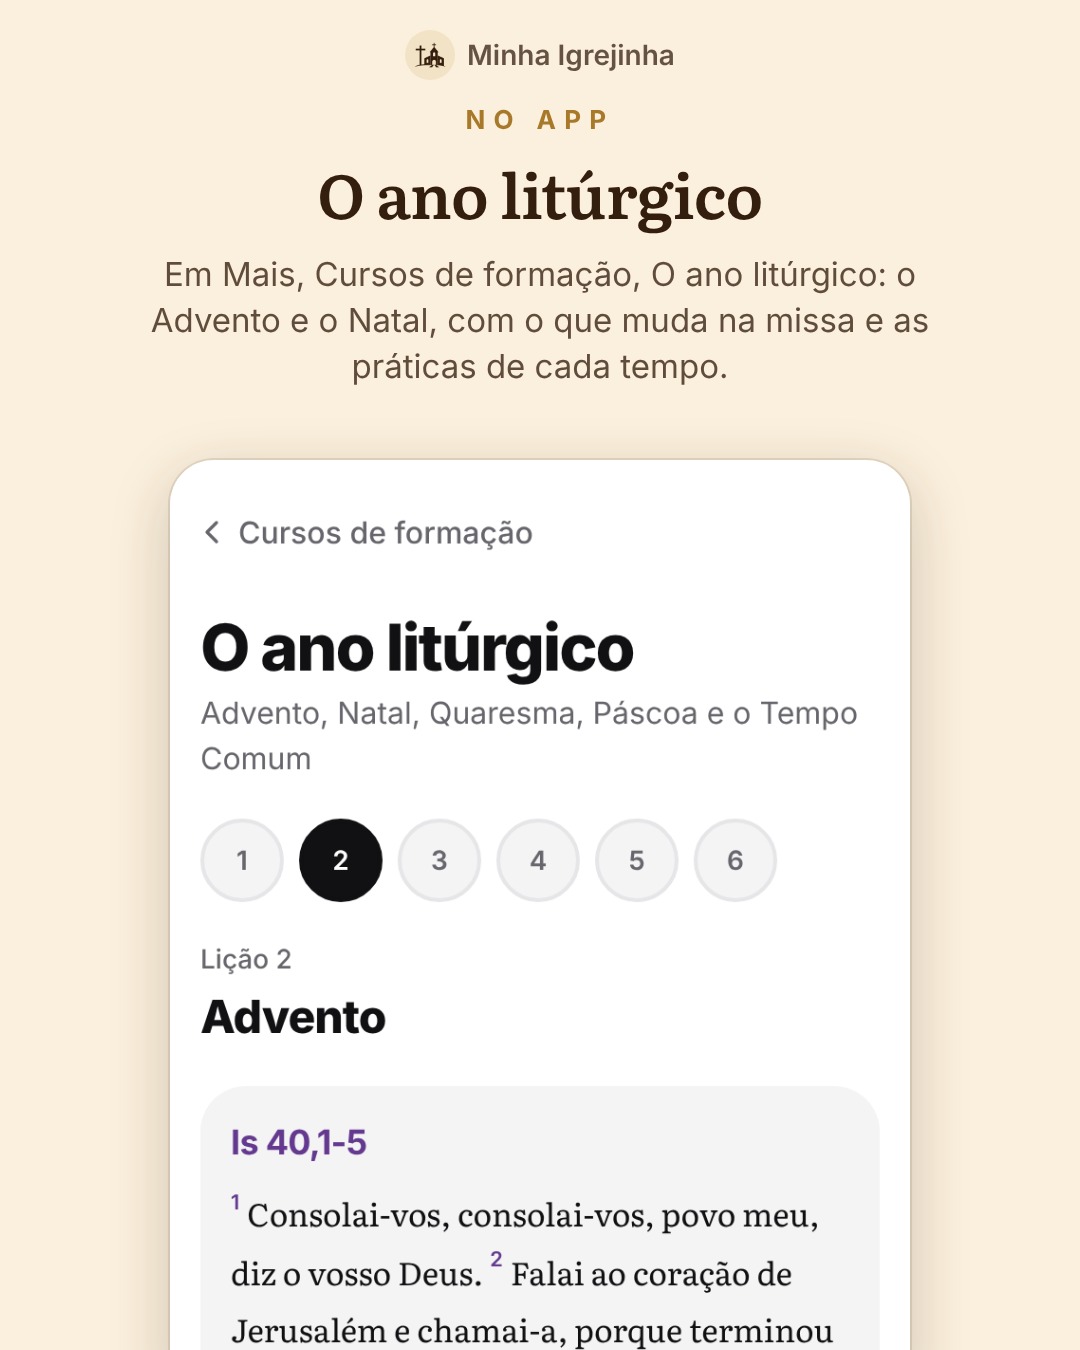 Minha Igrejinha
NO APP
O ano litúrgico
Em Mais, Cursos de formação, O ano litúrgico: o
Advento e o Natal, com o que muda na missa e as
práticas de cada tempo.
Cursos de formação
O ano litúrgico
Advento, Natal, Quaresma, Páscoa e o Tempo
Comum
1 2 3 4 5 6
Lição 2
Advento
Is 40,1-5
1 Consolai-vos, consolai-vos, povo meu,
diz o vosso Deus. 2 Falai ao coração de
Jerusalém e chamai-a, porque terminou